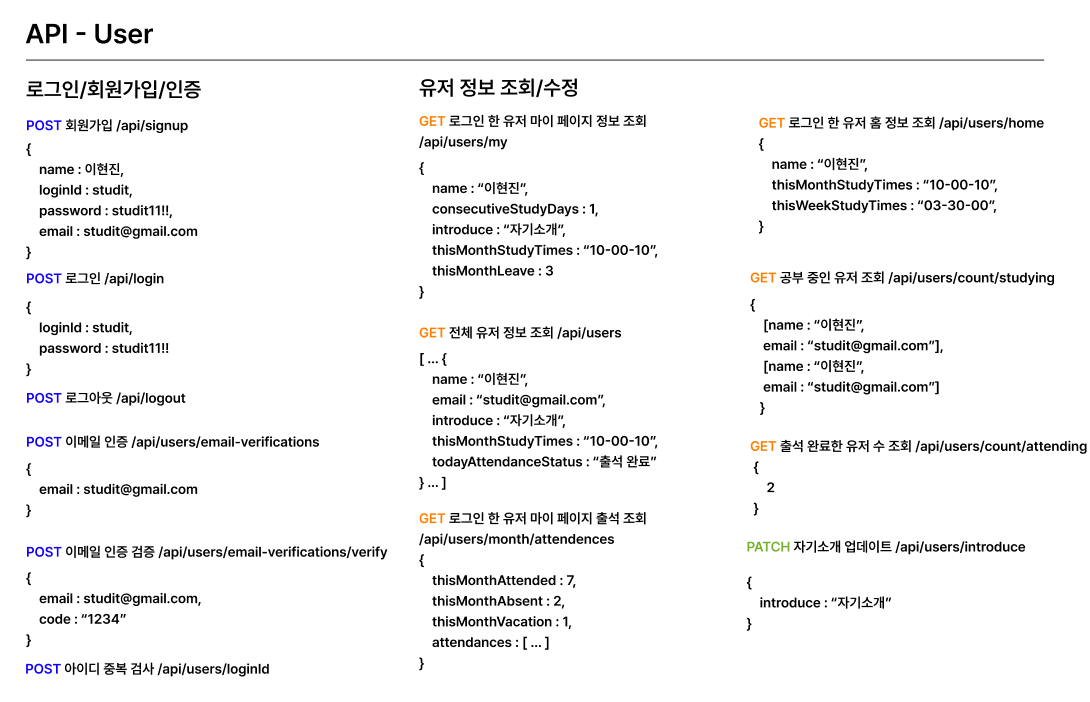 API - User
로그인/회원가입/인증
POST 회원가입 /api/signup
{
name : 이현진,
loginId : studit,
password : studit11!!,
email : studit@gmail.com
}
POST 로그인 /api/login
{
loginId : studit,
password : studit11!!
}
POST 로그아웃 /api/logout
POST 이메일 인증 /api/users/email-verifications
{
email : studit@gmail.com
}
POST 이메일 인증 검증 /api/users/email-verifications/verify
{
email : studit@gmail.com,
code : “1234”
}
POST 아이디 중복 검사 /api/users/loginId
유저 정보 조회/수정
GET 로그인 한 유저 마이 페이지 정보 조회
/api/users/my
{
name : “이현진”,
consecutiveStudyDays : 1,
introduce : “자기소개”,
thisMonthStudyTimes : “10-00-10”,
thisMonthLeave : 3
}
GET 전체 유저 정보 조회 /api/users
[ ... {
name : “이현진”,
email : “studit@gmail.com”,
introduce : “자기소개”,
thisMonthStudyTimes : “10-00-10”,
todayAttendanceStatus : “출석 완료”
} ... ]
GET 로그인 한 유저 마이 페이지 출석 조회
/api/users/month/attendences
{
thisMonthAttended : 7,
thisMonthAbsent : 2,
thisMonthVacation : 1,
attendances : [ ... ]
}
GET 로그인 한 유저 홈 정보 조회 /api/users/home
{
name : “이현진”,
thisMonthStudyTimes : “10-00-10”,
thisWeekStudyTimes : “03-30-00”,
}
GET 공부 중인 유저 조회 /api/users/count/studying
{
[name : “이현진”,
email : “studit@gmail.com“],
[name : “이현진”,
email : “studit@gmail.com”]
}
GET 출석 완료한 유저 수 조회 /api/users/count/attending
{
2
}
PATCH 자기소개 업데이트 /api/users/introduce
{
introduce : “자기소개”
}